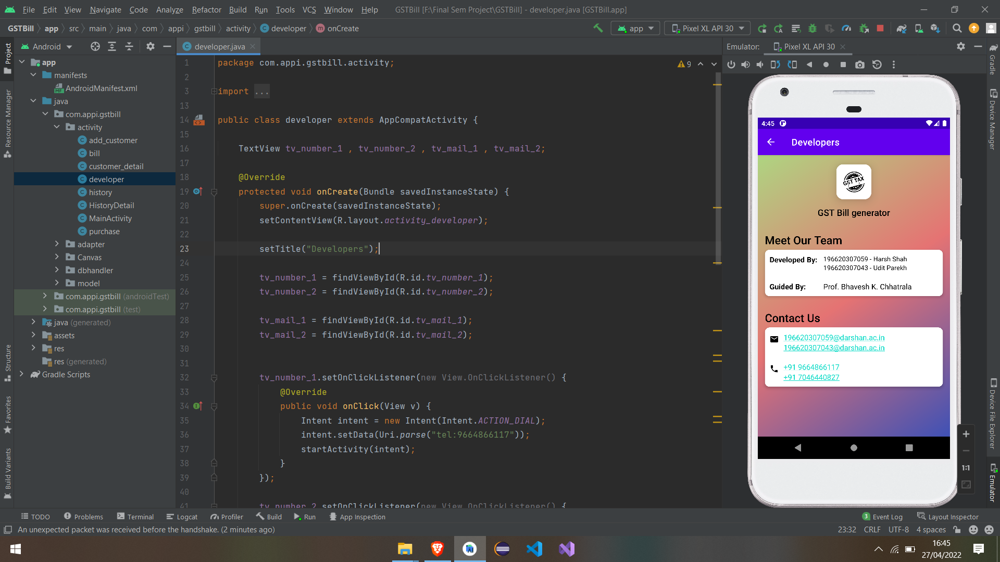 File Edit View Navigate Code Analyze Refactor Build Run Tools VCS Window Help GSTBill [F:\Final Sem Project\GSTBill] - developer.java [GSTBill.app]
GSTBill app src main java com appi gstbill activity developer onCreate app Pixel XL API 30
Project
Resource Manager
Structure
Favorites
Build Variants
Android
app
manifests
AndroidManifest.xml
java
com.appi.gstbill
activity
add_customer
bill
customer_detail
developer
history
HistoryDetail
MainActivity
purchase
adapter
Canvas
dbhandler
model
com.appi.gstbill (androidTest)
com.appi.gstbill (test)
java (generated)
assets
res
res (generated)
Gradle Scripts
developer.java
9
1 package com.appi.gstbill.activity;
2
3 import ...
13
14 public class developer extends AppCompatActivity {
15
16 TextView tv_number_1 , tv_number_2 , tv_mail_1 , tv_mail_2;
17
18 @Override
19 protected void onCreate(Bundle savedInstanceState) {
20 super.onCreate(savedInstanceState);
21 setContentView(R.layout.activity_developer);
22
23 setTitle("Developers");
24
25 tv_number_1 = findViewById(R.id.tv_number_1);
26 tv_number_2 = findViewById(R.id.tv_number_2);
27
28 tv_mail_1 = findViewById(R.id.tv_mail_1);
29 tv_mail_2 = findViewById(R.id.tv_mail_2);
30
31
32 tv_number_1.setOnClickListener(new View.OnClickListener() {
33 @Override
34 public void onClick(View v) {
35 Intent intent = new Intent(Intent.ACTION_DIAL);
36 intent.setData(Uri.parse("tel:9664866117"));
37 startActivity(intent);
38 }
39 });
40
41 tv_number_2.setOnClickListener(new View.OnClickListener() {
Emulator: Pixel XL API 30
4:45
Developers
GST TAX
GST Bill generator
Meet Our Team
Developed By: 196620307059 - Harsh Shah
196620307043 - Udit Parekh
Guided By: Prof. Bhavesh K. Chhatrala
Contact Us
196620307059@darshan.ac.in
196620307043@darshan.ac.in
+91 9664866117
+91 7046440827
1:1
Gradle
Device Manager
Device File Explorer
Emulator
TODO Problems Terminal Logcat Profiler Build Run App Inspection 3 Event Log Layout Inspector
An unexpected packet was received before the handshake. (2 minutes ago) 23:32 CRLF UTF-8 4 spaces
16:45
27/04/2022